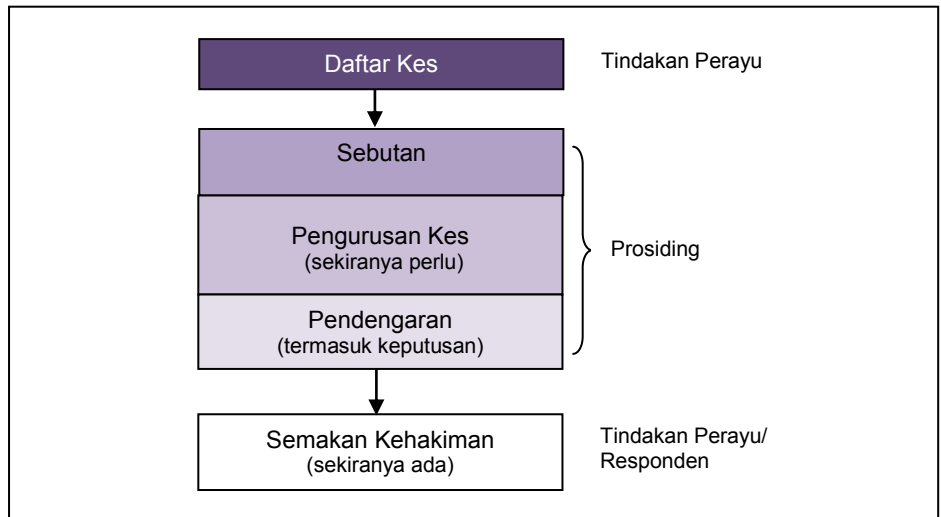 Daftar Kes
Tindakan Perayu
Sebutan
Pengurusan Kes
(sekiranya perlu)
Prosiding
Pendengaran
(termasuk keputusan)
Semakan Kehakiman
(sekiranya ada)
Tindakan Perayu/
Responden